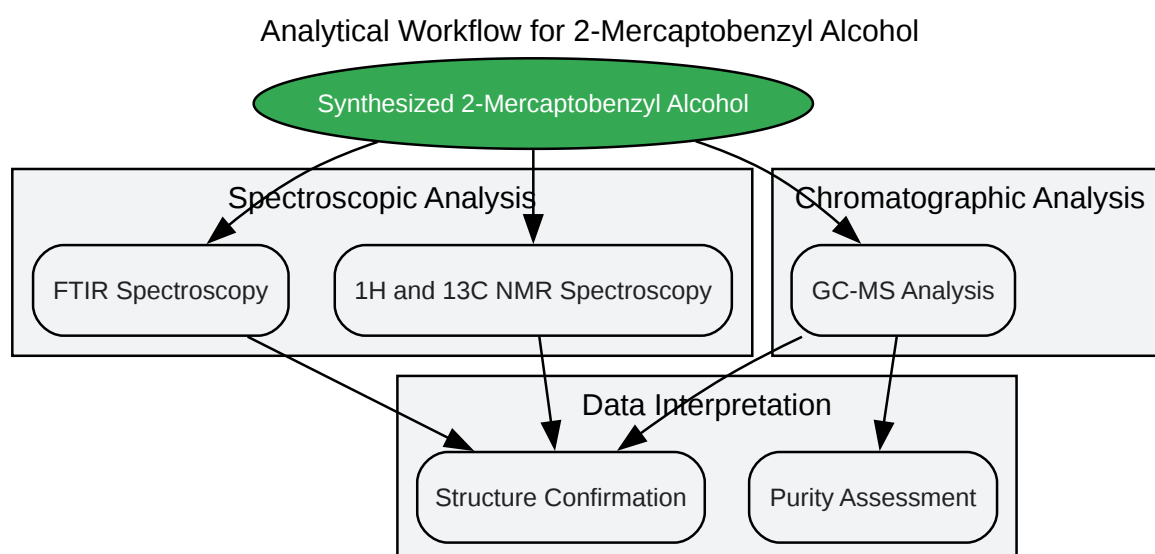 Analytical Workflow for 2-Mercaptobenzyl Alcohol
Synthesized 2-Mercaptobenzyl Alcohol
Spectroscopic Analysis
Chromatographic Analysis
FTIR Spectroscopy
1H and 13C NMR Spectroscopy
GC-MS Analysis
Data Interpretation
Structure Confirmation
Purity Assessment